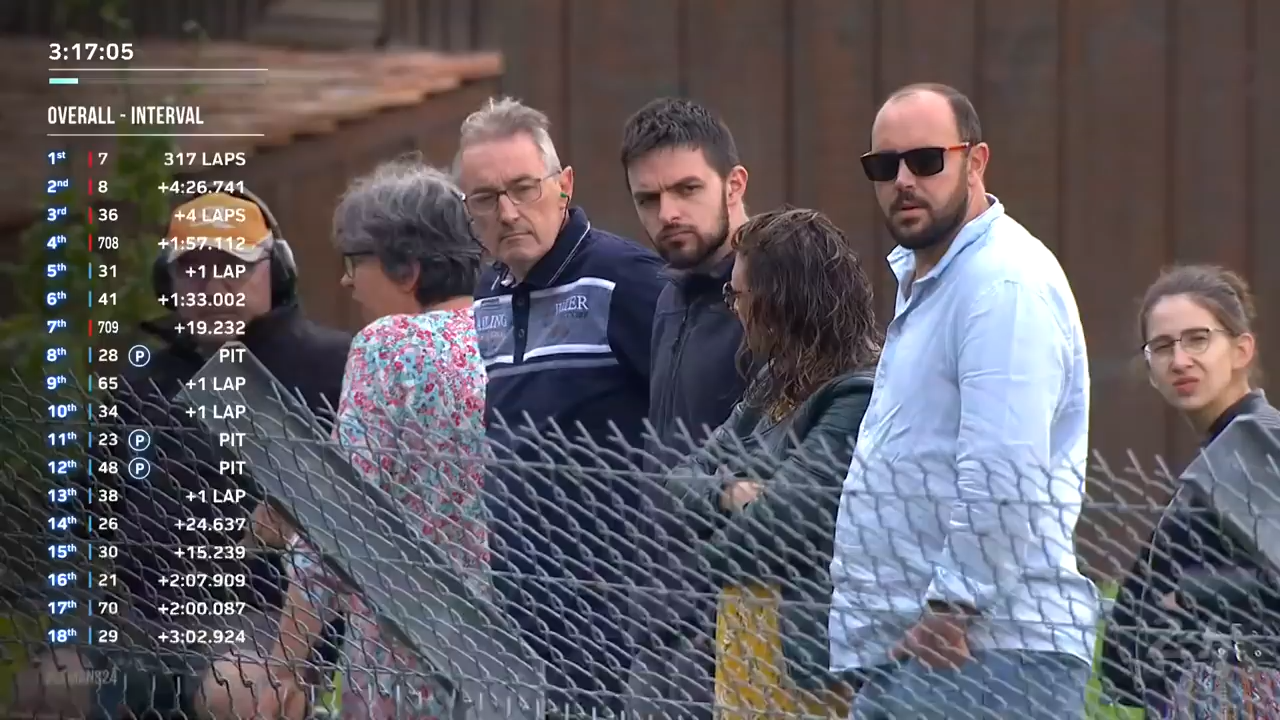 3:17:05
OVERALL - INTERVAL
1st 7 317 LAPS
2nd 8 +4:26.741
3rd 36 +4 LAPS
4th 708 +1:57.112
5th 31 +1 LAP
6th 41 +1:33.002
7th 709 +19.232
8th 28 P PIT
9th 65 +1 LAP
10th 34 +1 LAP
11th 23 P PIT
12th 48 P PIT
13th 38 +1 LAP
14th 26 +24.637
15th 30 +15.239
16th 21 +2:07.909
17th 70 +2:00.087
18th 29 +3:02.924